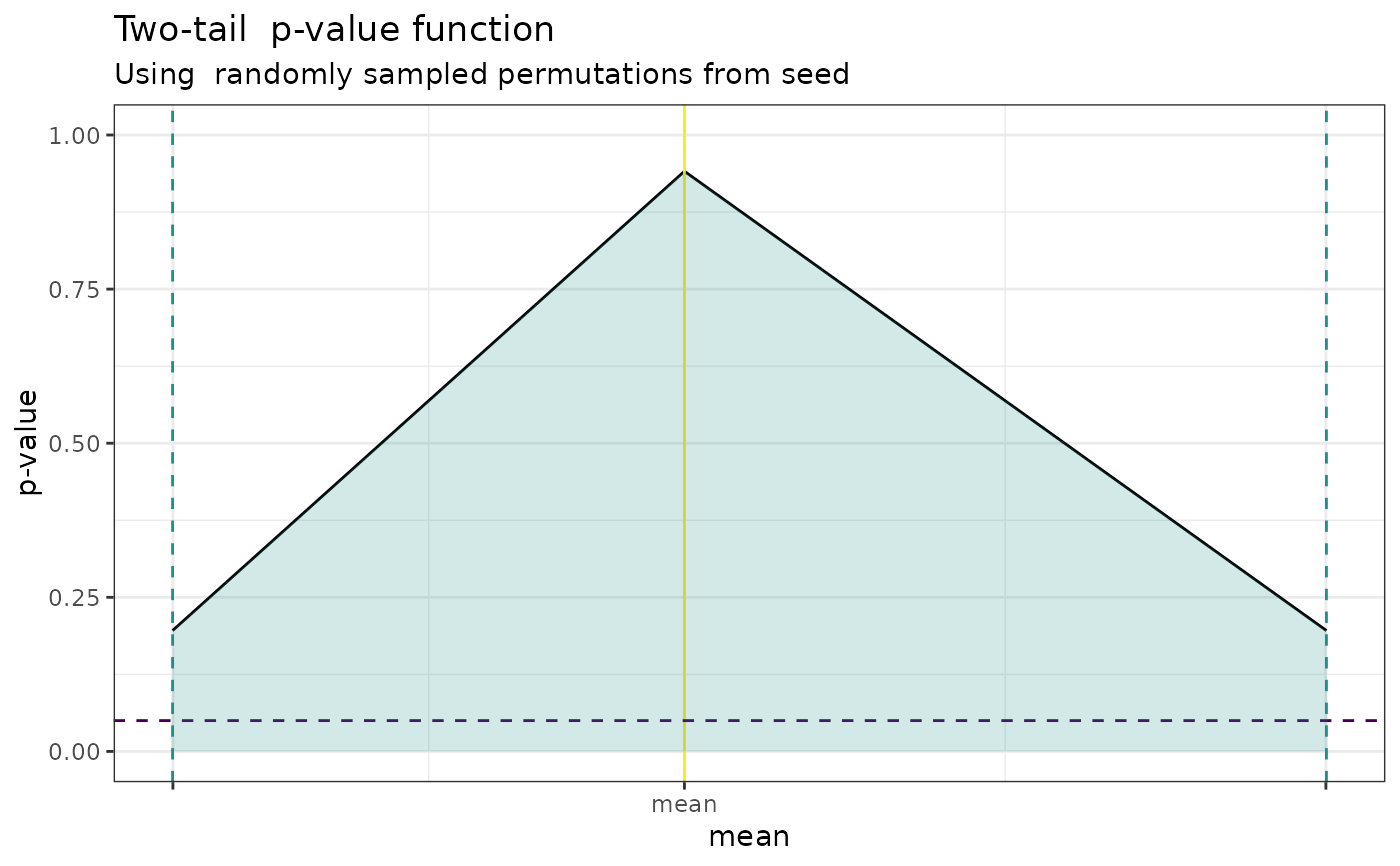 Two-tail  p-value function
Using  randomly sampled permutations from seed
1.00
0.75
0.50
0.25
0.00
p-value
mean
mean